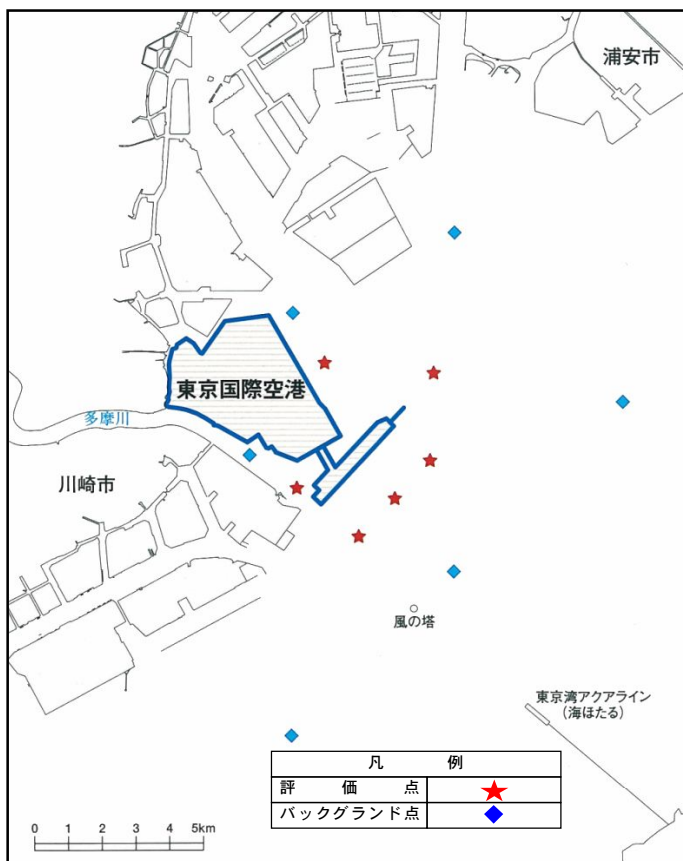 浦安市
東京国際空港
多摩川
川崎市
風の塔
東京湾アクアライン
(海ほたる)
凡 例
評 価 点
バックグランド点
0 1 2 3 4 5km